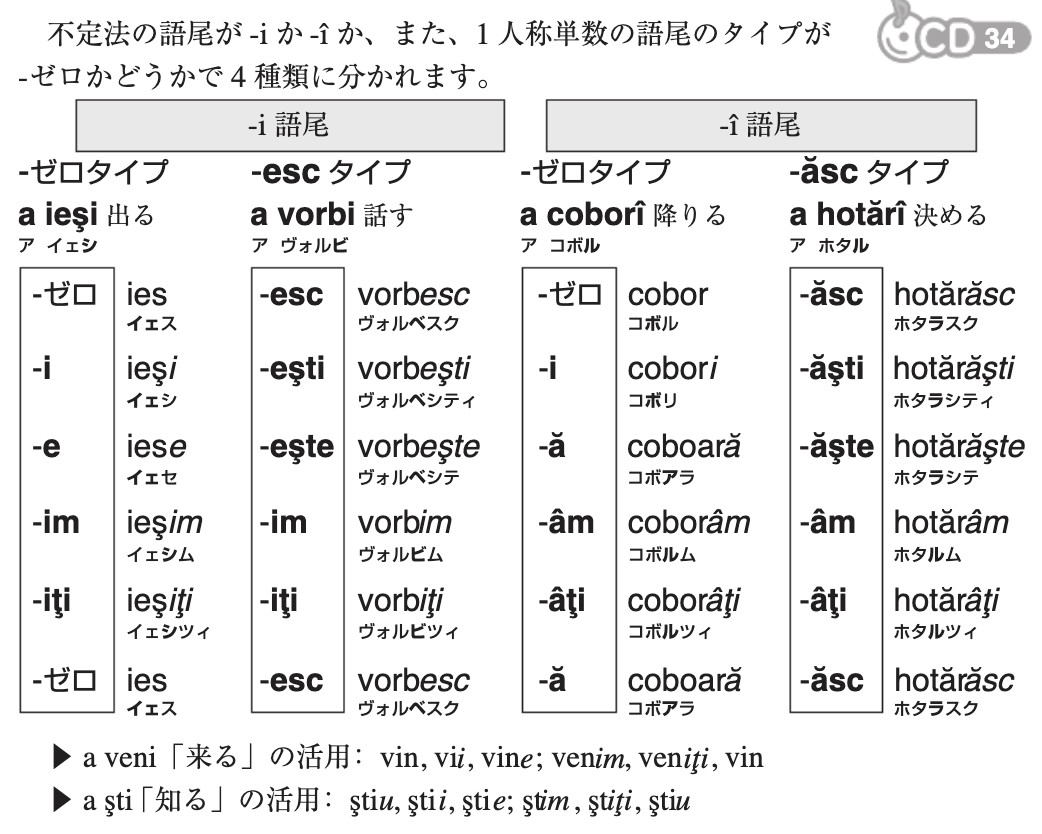 不定法の語尾が -i か -î か、また、1 人称単数の語尾のタイプが
CD 34
-ゼロかどうかで 4 種類に分かれます。
-i 語尾 -î 語尾
-ゼロタイプ -esc タイプ -ゼロタイプ -ăsc タイプ
a ieşi 出る a vorbi 話す a coborî 降りる a hotărî 決める
ア イェシ ア ヴォルビ ア コボル ア ホタル
-ゼロ ies -esc vorbesc -ゼロ cobor -ăsc hotărăsc
イェス ヴォルベスク コボル ホタラスク
-i ieşi -eşti vorbeşti -i cobori -ăşti hotărăşti
イェシ ヴォルベシティ コボリ ホタラシティ
-e iese -eşte vorbeşte -ă coboară -ăşte hotărăşte
イェセ ヴォルベシテ コボアラ ホタラシテ
-im ieşim -im vorbim -âm coborâm -âm hotărâm
イェシム ヴォルビム コボルム ホタルム
-iţi ieşiţi -iţi vorbiţi -âţi coborâţi -âţi hotărâţi
イェシツィ ヴォルビツィ コボルツィ ホタルツィ
-ゼロ ies -esc vorbesc -ă coboară -ăsc hotărăsc
イェス ヴォルベスク コボアラ ホタラスク
▶ a veni「来る」の活用：vin, vii, vine; venim, veniţi, vin
▶ a şti「知る」の活用：ştiu, ştii, ştie; ştim, ştiţi, ştiu